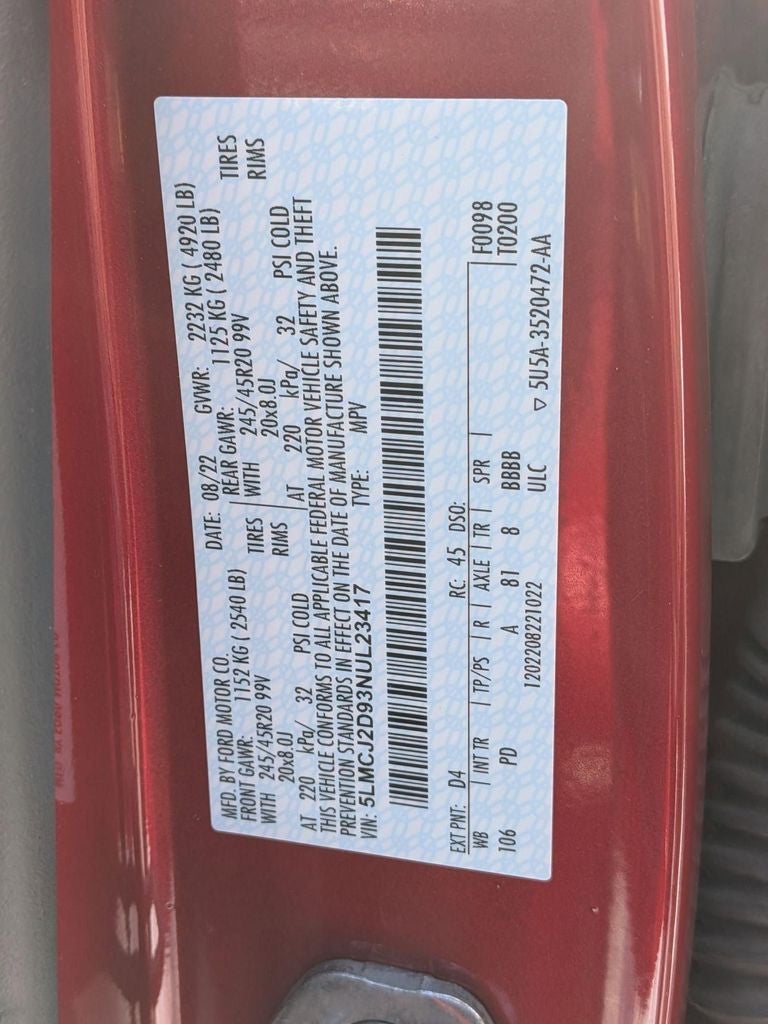 MFD. BY FORD MOTOR CO.
DATE: 08/22 GVWR: 2232 KG ( 4920 LB)
FRONT GAWR: 1152 KG ( 2540 LB) REAR GAWR: 1125 KG ( 2480 LB)
WITH 245/45R20 99V TIRES WITH 245/45R20 99V TIRES
20x8.0J RIMS 20x8.0J RIMS
AT 220 kPa/ 32 PSI COLD AT 220 kPa/ 32 PSI COLD
THIS VEHICLE CONFORMS TO ALL APPLICABLE FEDERAL MOTOR VEHICLE SAFETY AND THEFT
PREVENTION STANDARDS IN EFFECT ON THE DATE OF MANUFACTURE SHOWN ABOVE.
VIN: 5LMCJ2D93NUL23417 TYPE: MPV
EXT PNT: D4 RC: 45 DSO:
WB INT TR TP/PS R AXLE TR SPR F0098
106 PD A 81 8 BBBB T0200
ULC
1202208221022 ▽ 5U5A-3520472-AA